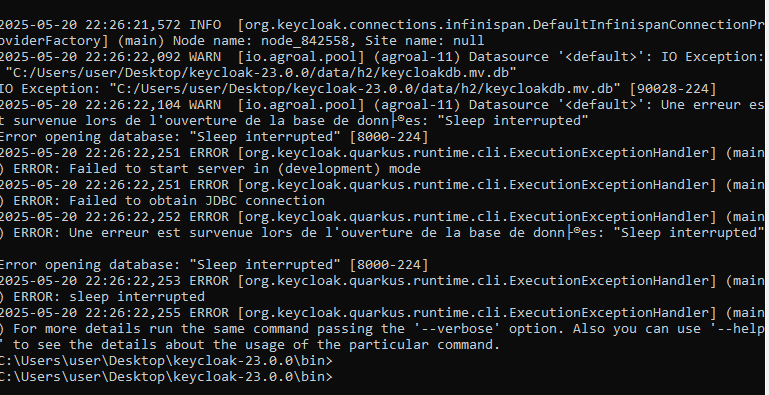 2025-05-20 22:26:21,572 INFO  [org.keycloak.connections.infinispan.DefaultInfinispanConnectionPr
oviderFactory] (main) Node name: node_842558, Site name: null
2025-05-20 22:26:22,092 WARN  [io.agroal.pool] (agroal-11) Datasource '<default>': IO Exception:
 "C:/Users/user/Desktop/keycloak-23.0.0/data/h2/keycloakdb.mv.db"
IO Exception: "C:/Users/user/Desktop/keycloak-23.0.0/data/h2/keycloakdb.mv.db" [90028-224]
2025-05-20 22:26:22,104 WARN  [io.agroal.pool] (agroal-11) Datasource '<default>': Une erreur es
t survenue lors de l'ouverture de la base de donn├®es: "Sleep interrupted"
Error opening database: "Sleep interrupted" [8000-224]
2025-05-20 22:26:22,251 ERROR [org.keycloak.quarkus.runtime.cli.ExecutionExceptionHandler] (main
) ERROR: Failed to start server in (development) mode
2025-05-20 22:26:22,251 ERROR [org.keycloak.quarkus.runtime.cli.ExecutionExceptionHandler] (main
) ERROR: Failed to obtain JDBC connection
2025-05-20 22:26:22,252 ERROR [org.keycloak.quarkus.runtime.cli.ExecutionExceptionHandler] (main
) ERROR: Une erreur est survenue lors de l'ouverture de la base de donn├®es: "Sleep interrupted"
Error opening database: "Sleep interrupted" [8000-224]
2025-05-20 22:26:22,253 ERROR [org.keycloak.quarkus.runtime.cli.ExecutionExceptionHandler] (main
) ERROR: sleep interrupted
2025-05-20 22:26:22,255 ERROR [org.keycloak.quarkus.runtime.cli.ExecutionExceptionHandler] (main
) For more details run the same command passing the '--verbose' option. Also you can use '--help
' to see the details about the usage of the particular command.
C:\Users\user\Desktop\keycloak-23.0.0\bin>
C:\Users\user\Desktop\keycloak-23.0.0\bin>